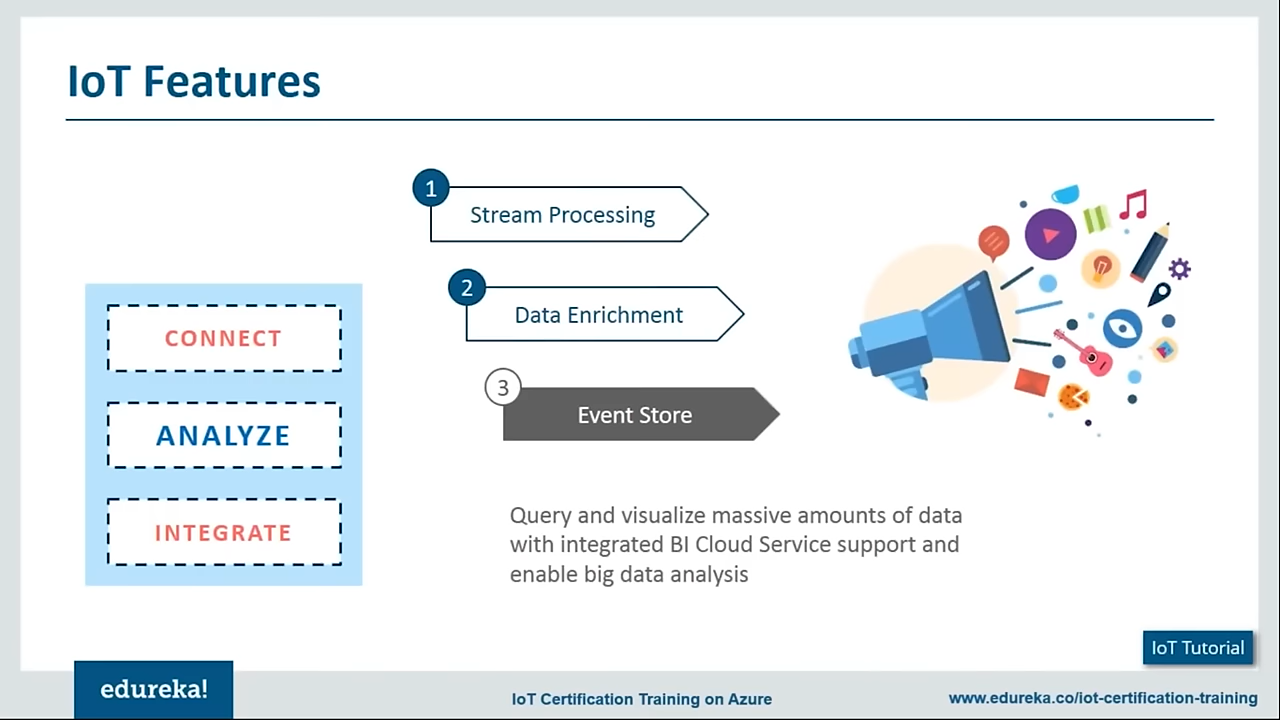 IoT Features
1
Stream Processing
2
Data Enrichment
3
Event Store
CONNECT
ANALYZE
INTEGRATE
Query and visualize massive amounts of data
with integrated BI Cloud Service support and
enable big data analysis
IoT Tutorial
edureka!
IoT Certification Training on Azure
www.edureka.co/iot-certification-training